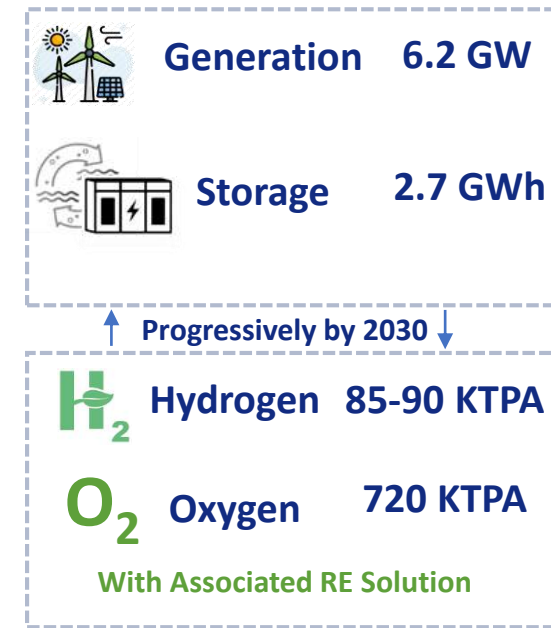 Generation 6.2 GW
Storage 2.7 GWh
Progressively by 2030
H2 Hydrogen 85-90 KTPA
O2 Oxygen 720 KTPA
With Associated RE Solution